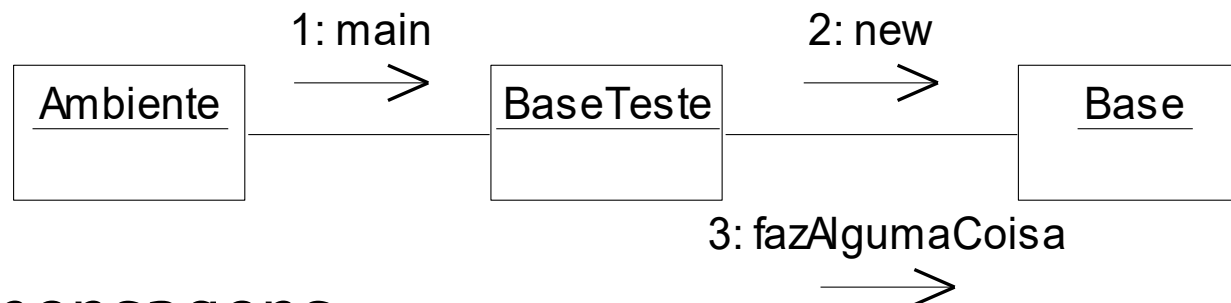 1: main
2: new
Ambiente
BaseTeste
Base
3: fazAlgumaCoisa